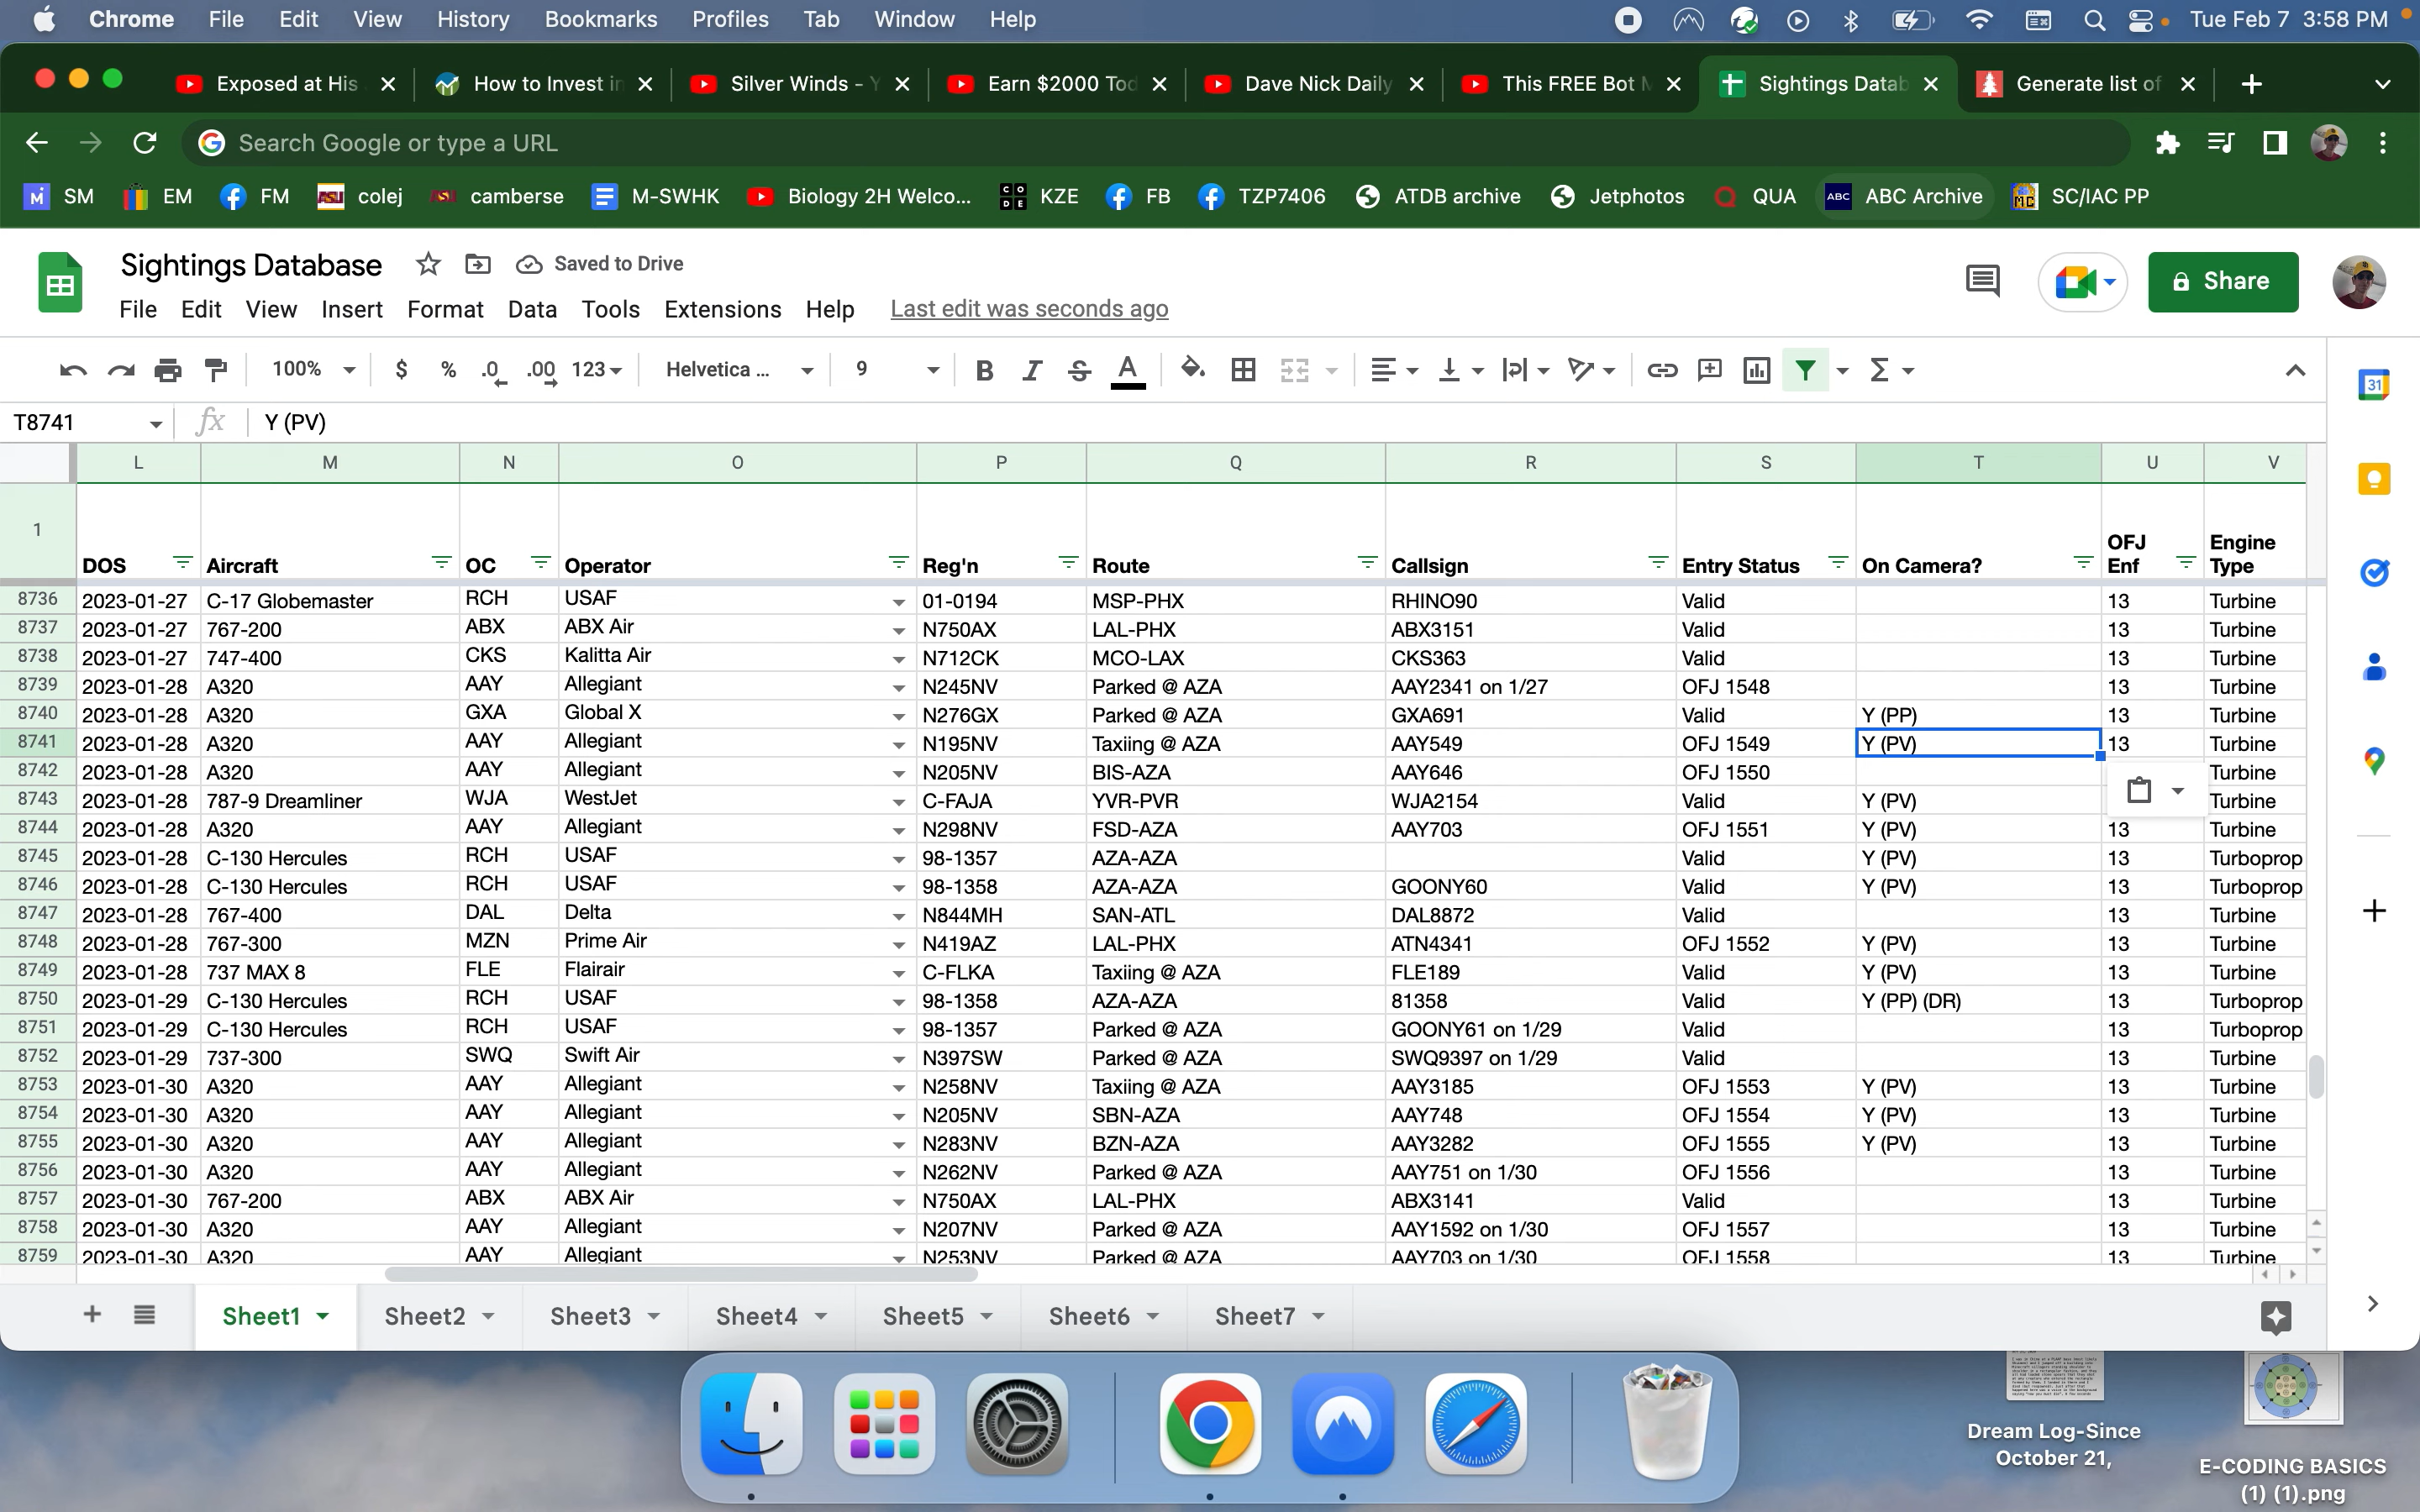 Chrome File Edit View History Bookmarks Profiles Tab Window Help Tue Feb 7 3:58 PM
Exposed at His How to Invest in Silver Winds - Y Earn $2000 Tod Dave Nick Daily This FREE Bot M Sightings Datab Generate list of
Search Google or type a URL
SM EM FM colej camberse M-SWHK Biology 2H Welco... KZE FB TZP7406 ATDB archive Jetphotos QUA ABC Archive SC/IAC PP
Sightings Database Saved to Drive
Share
File Edit View Insert Format Data Tools Extensions Help Last edit was seconds ago
100% $ % .0 .00 123 Helvetica ... 9 B I S A Σ
31
T8741 fx Y (PV)
L M N O P Q R S T U V
1 DOS Aircraft OC Operator Reg'n Route Callsign Entry Status On Camera? OFJ Enf Engine Type
8736 2023-01-27 C-17 Globemaster RCH USAF 01-0194 MSP-PHX RHINO90 Valid 13 Turbine
8737 2023-01-27 767-200 ABX ABX Air N750AX LAL-PHX ABX3151 Valid 13 Turbine
8738 2023-01-27 747-400 CKS Kalitta Air N712CK MCO-LAX CKS363 Valid 13 Turbine
8739 2023-01-28 A320 AAY Allegiant N245NV Parked @ AZA AAY2341 on 1/27 OFJ 1548 13 Turbine
8740 2023-01-28 A320 GXA Global X N276GX Parked @ AZA GXA691 Valid Y (PP) 13 Turbine
8741 2023-01-28 A320 AAY Allegiant N195NV Taxiing @ AZA AAY549 OFJ 1549 Y (PV) 13 Turbine
8742 2023-01-28 A320 AAY Allegiant N205NV BIS-AZA AAY646 OFJ 1550 Turbine
8743 2023-01-28 787-9 Dreamliner WJA WestJet C-FAJA YVR-PVR WJA2154 Valid Y (PV) Turbine
8744 2023-01-28 A320 AAY Allegiant N298NV FSD-AZA AAY703 OFJ 1551 Y (PV) 13 Turbine
8745 2023-01-28 C-130 Hercules RCH USAF 98-1357 AZA-AZA Valid Y (PV) 13 Turboprop
8746 2023-01-28 C-130 Hercules RCH USAF 98-1358 AZA-AZA GOONY60 Valid Y (PV) 13 Turboprop
8747 2023-01-28 767-400 DAL Delta N844MH SAN-ATL DAL8872 Valid 13 Turbine
8748 2023-01-28 767-300 MZN Prime Air N419AZ LAL-PHX ATN4341 OFJ 1552 Y (PV) 13 Turbine
8749 2023-01-28 737 MAX 8 FLE Flairair C-FLKA Taxiing @ AZA FLE189 Valid Y (PV) 13 Turbine
8750 2023-01-29 C-130 Hercules RCH USAF 98-1358 AZA-AZA 81358 Valid Y (PP) (DR) 13 Turboprop
8751 2023-01-29 C-130 Hercules RCH USAF 98-1357 Parked @ AZA GOONY61 on 1/29 Valid 13 Turboprop
8752 2023-01-29 737-300 SWQ Swift Air N397SW Parked @ AZA SWQ9397 on 1/29 Valid 13 Turbine
8753 2023-01-30 A320 AAY Allegiant N258NV Taxiing @ AZA AAY3185 OFJ 1553 Y (PV) 13 Turbine
8754 2023-01-30 A320 AAY Allegiant N205NV SBN-AZA AAY748 OFJ 1554 Y (PV) 13 Turbine
8755 2023-01-30 A320 AAY Allegiant N283NV BZN-AZA AAY3282 OFJ 1555 Y (PV) 13 Turbine
8756 2023-01-30 A320 AAY Allegiant N262NV Parked @ AZA AAY751 on 1/30 OFJ 1556 13 Turbine
8757 2023-01-30 767-200 ABX ABX Air N750AX LAL-PHX ABX3141 Valid 13 Turbine
8758 2023-01-30 A320 AAY Allegiant N207NV Parked @ AZA AAY1592 on 1/30 OFJ 1557 13 Turbine
8759 2023-01-30 A320 AAY Allegiant N253NV Parked @ AZA AAY703 on 1/30 OFJ 1558 13 Turbine
Sheet1 Sheet2 Sheet3 Sheet4 Sheet5 Sheet6 Sheet7
Dream Log-Since
October 21,
E-CODING BASICS
(1) (1).png